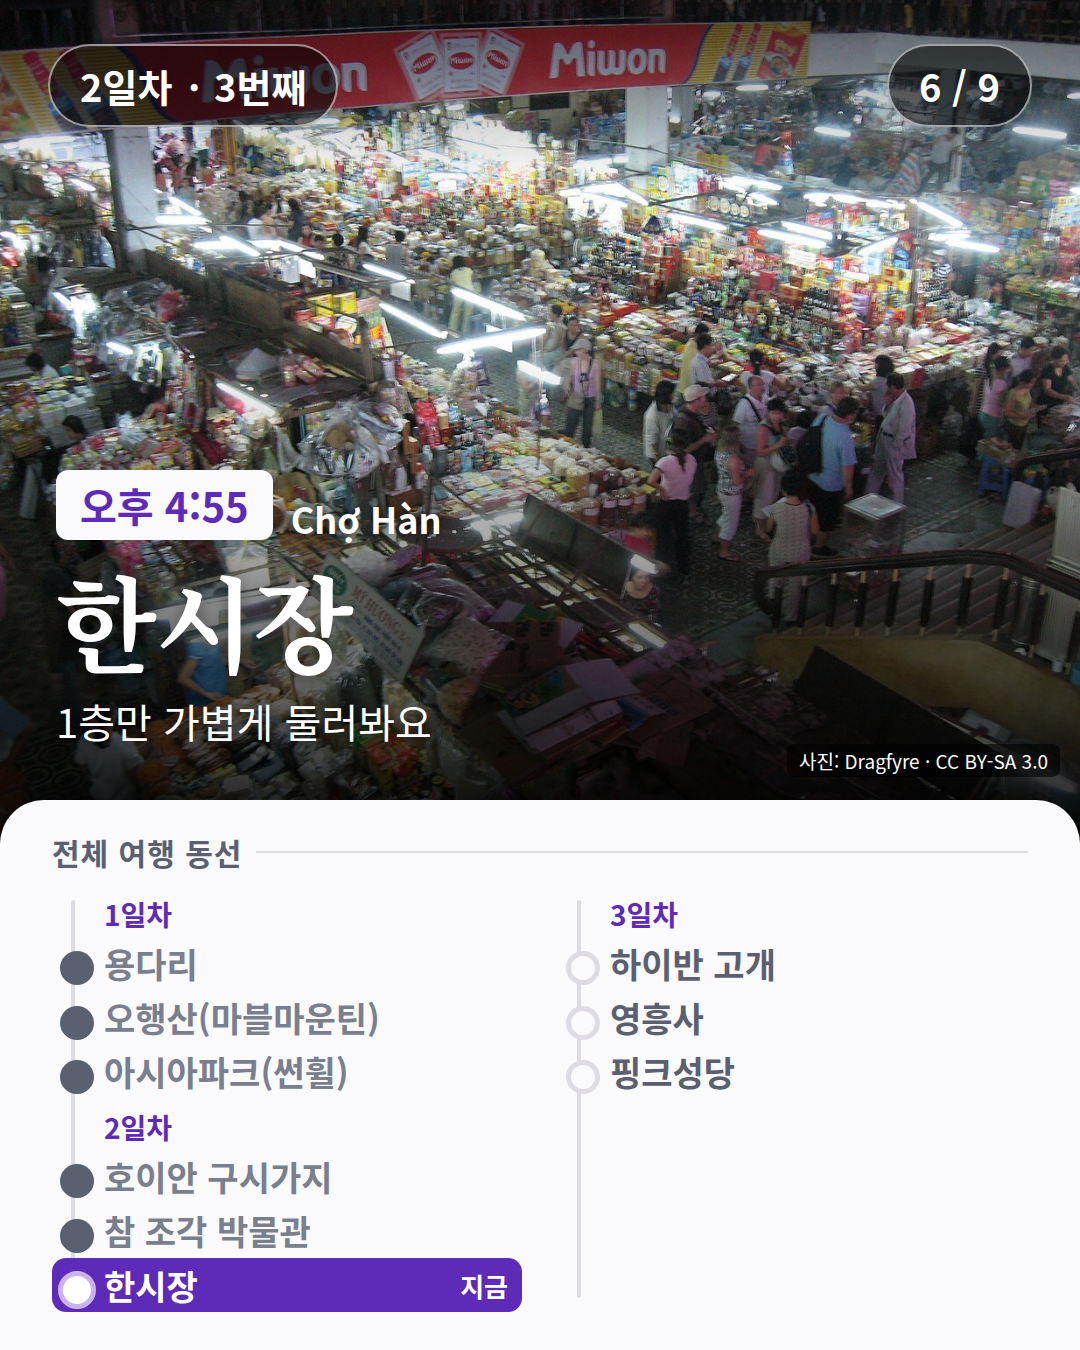 Miwon
Miwon
2일차 · 3번째
6 / 9
오후 4:55
Chợ Hàn
한시장
1층만 가볍게 둘러봐요
사진: Dragfyre · CC BY-SA 3.0
전체 여행 동선
1일차
용다리
오행산(마블마운틴)
아시아파크(썬휠)
2일차
호이안 구시가지
참 조각 박물관
한시장
지금
3일차
하이반 고개
영흥사
핑크성당